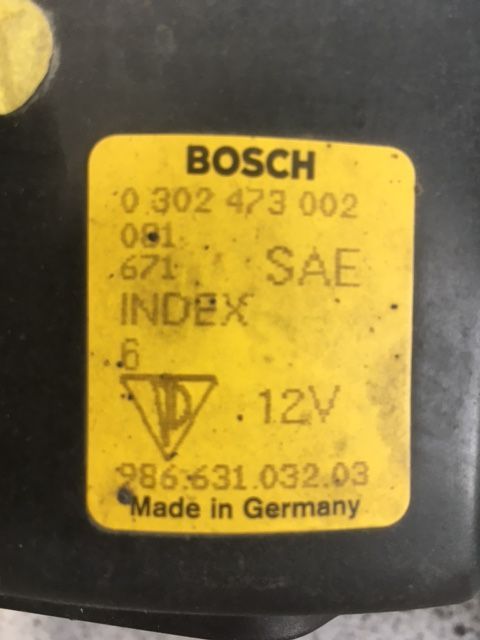 BOSCH
0 302 473 002
081
671 SAE
INDEX
6
12V
986.631.032.03
Made in Germany